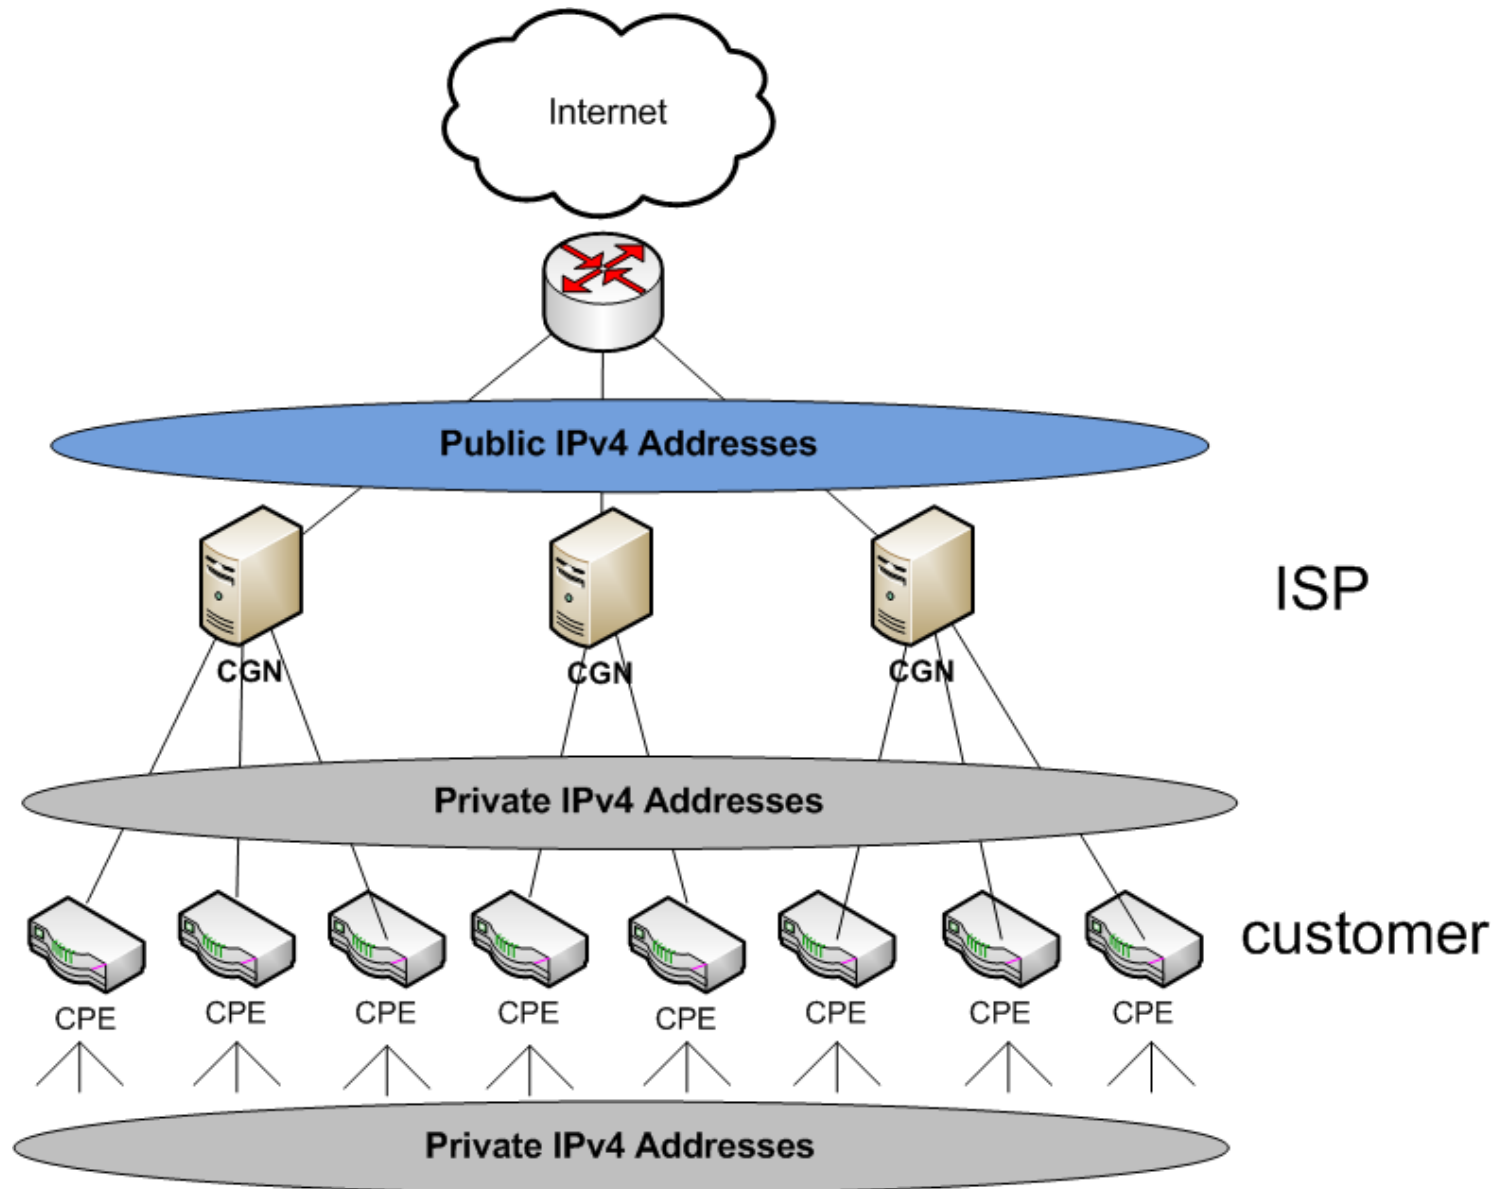 Internet
Public IPv4 Addresses
ISP
CGN CGN CGN
Private IPv4 Addresses
customer
CPE CPE CPE CPE CPE CPE CPE CPE
Private IPv4 Addresses